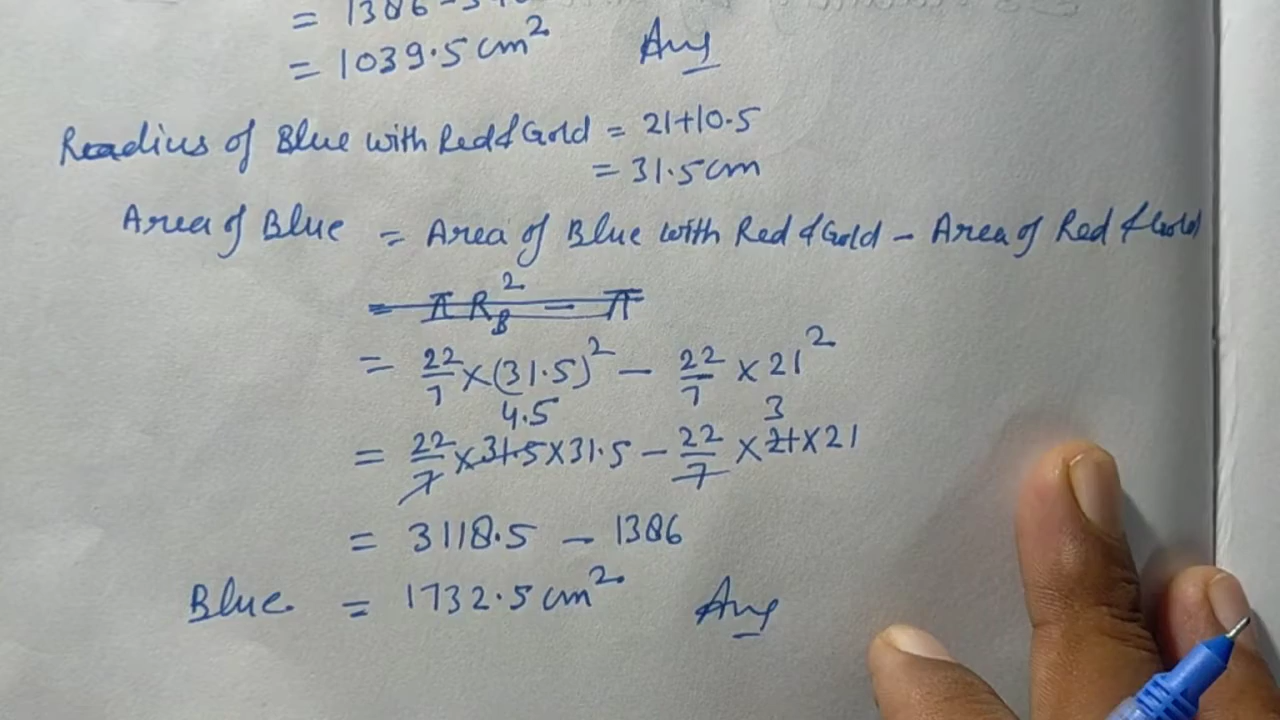 = 1386 -
= 1039.5 cm² Ans
Readius of Blue with Red & Gold = 21+10.5
= 31.5 cm
Area of Blue = Area of Blue with Red & Gold - Area of Red & Gold
= π R_B² - π
= 22/7 × (31.5)² - 22/7 × 21²
4.5 3
= 22/7 × 31.5 × 31.5 - 22/7 × 21 × 21
= 3118.5 - 1386
Blue = 1732.5 cm² Ans